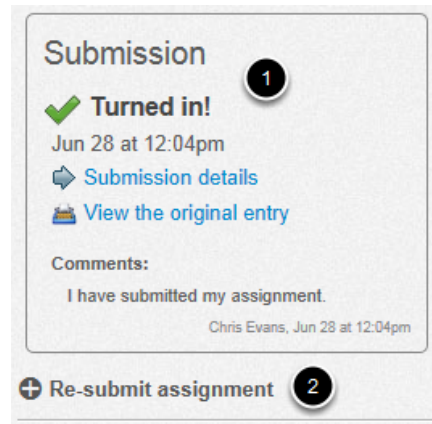 Submission
1
Turned in!
Jun 28 at 12:04pm
Submission details
View the original entry
Comments:
I have submitted my assignment.
Chris Evans, Jun 28 at 12:04pm
Re-submit assignment 2